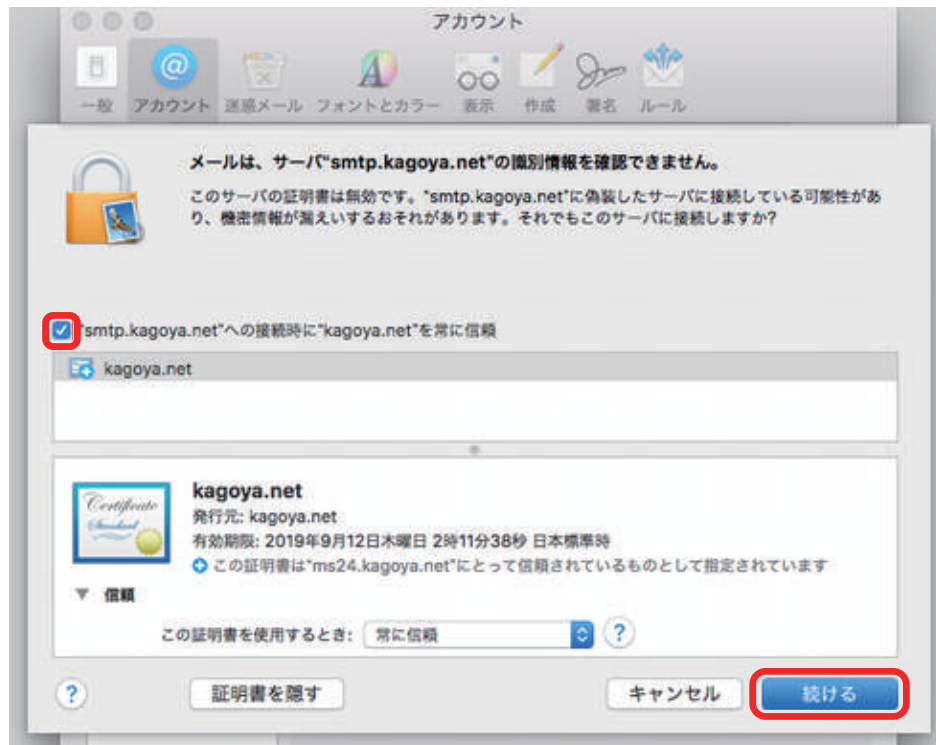 アカウント
一般 アカウント 迷惑メール フォントとカラー 表示 作成 署名 ルール
メールは、サーバ"smtp.kagoya.net"の識別情報を確認できません。
このサーバの証明書は無効です。"smtp.kagoya.net"に偽装したサーバに接続している可能性があ
り、機密情報が漏えいするおそれがあります。それでもこのサーバに接続しますか?
"smtp.kagoya.net"への接続時に"kagoya.net"を常に信頼
kagoya.net
Certificate
Standard
kagoya.net
発行元: kagoya.net
有効期限: 2019年9月12日木曜日 2時11分38秒 日本標準時
この証明書は"ms24.kagoya.net"にとって信頼されているものとして指定されています
信頼
この証明書を使用するとき: 常に信頼 ?
? 証明書を隠す キャンセル 続ける